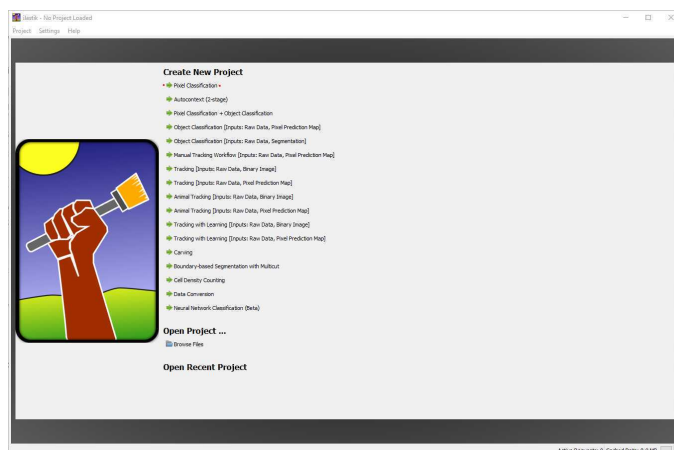 ilastik - No Project Loaded
Project Settings Help
Create New Project
Pixel Classification
Autocontext (2-stage)
Pixel Classification + Object Classification
Object Classification [Inputs: Raw Data, Pixel Prediction Map]
Object Classification [Inputs: Raw Data, Segmentation]
Manual Tracking Workflow [Inputs: Raw Data, Pixel Prediction Map]
Tracking [Inputs: Raw Data, Binary Image]
Tracking [Inputs: Raw Data, Pixel Prediction Map]
Animal Tracking [Inputs: Raw Data, Binary Image]
Animal Tracking [Inputs: Raw Data, Pixel Prediction Map]
Tracking with Learning [Inputs: Raw Data, Binary Image]
Tracking with Learning [Inputs: Raw Data, Pixel Prediction Map]
Carving
Boundary-based Segmentation with Multicut
Cell Density Counting
Data Conversion
Neural Network Classification (Beta)
Open Project ...
Browse Files
Open Recent Project